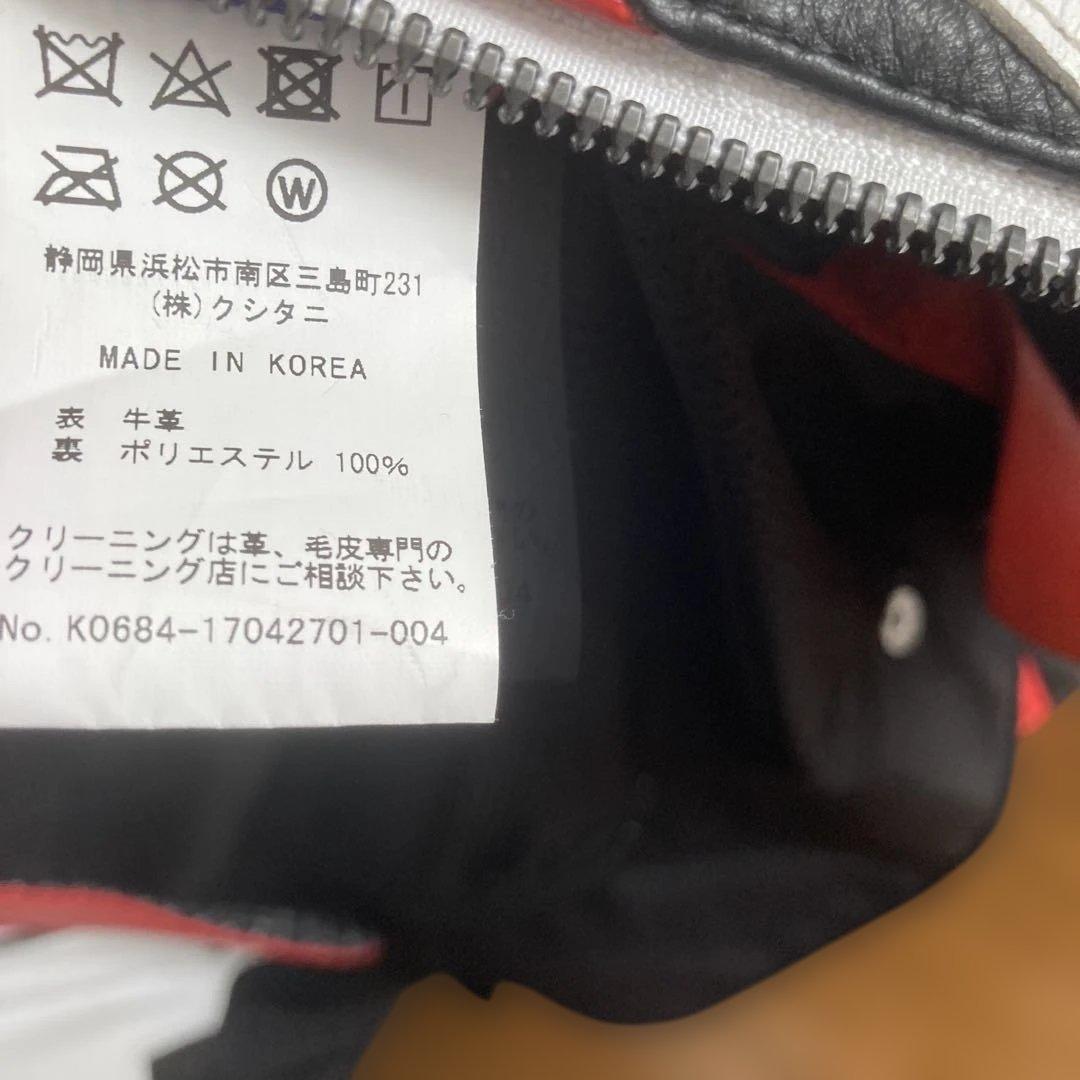 W
静岡県浜松市南区三島町231
(株)クシタニ
MADE IN KOREA
表 牛革
裏 ポリエステル 100%
クリーニングは革、毛皮専門の
クリーニング店にご相談下さい。
No. K0684-17042701-004